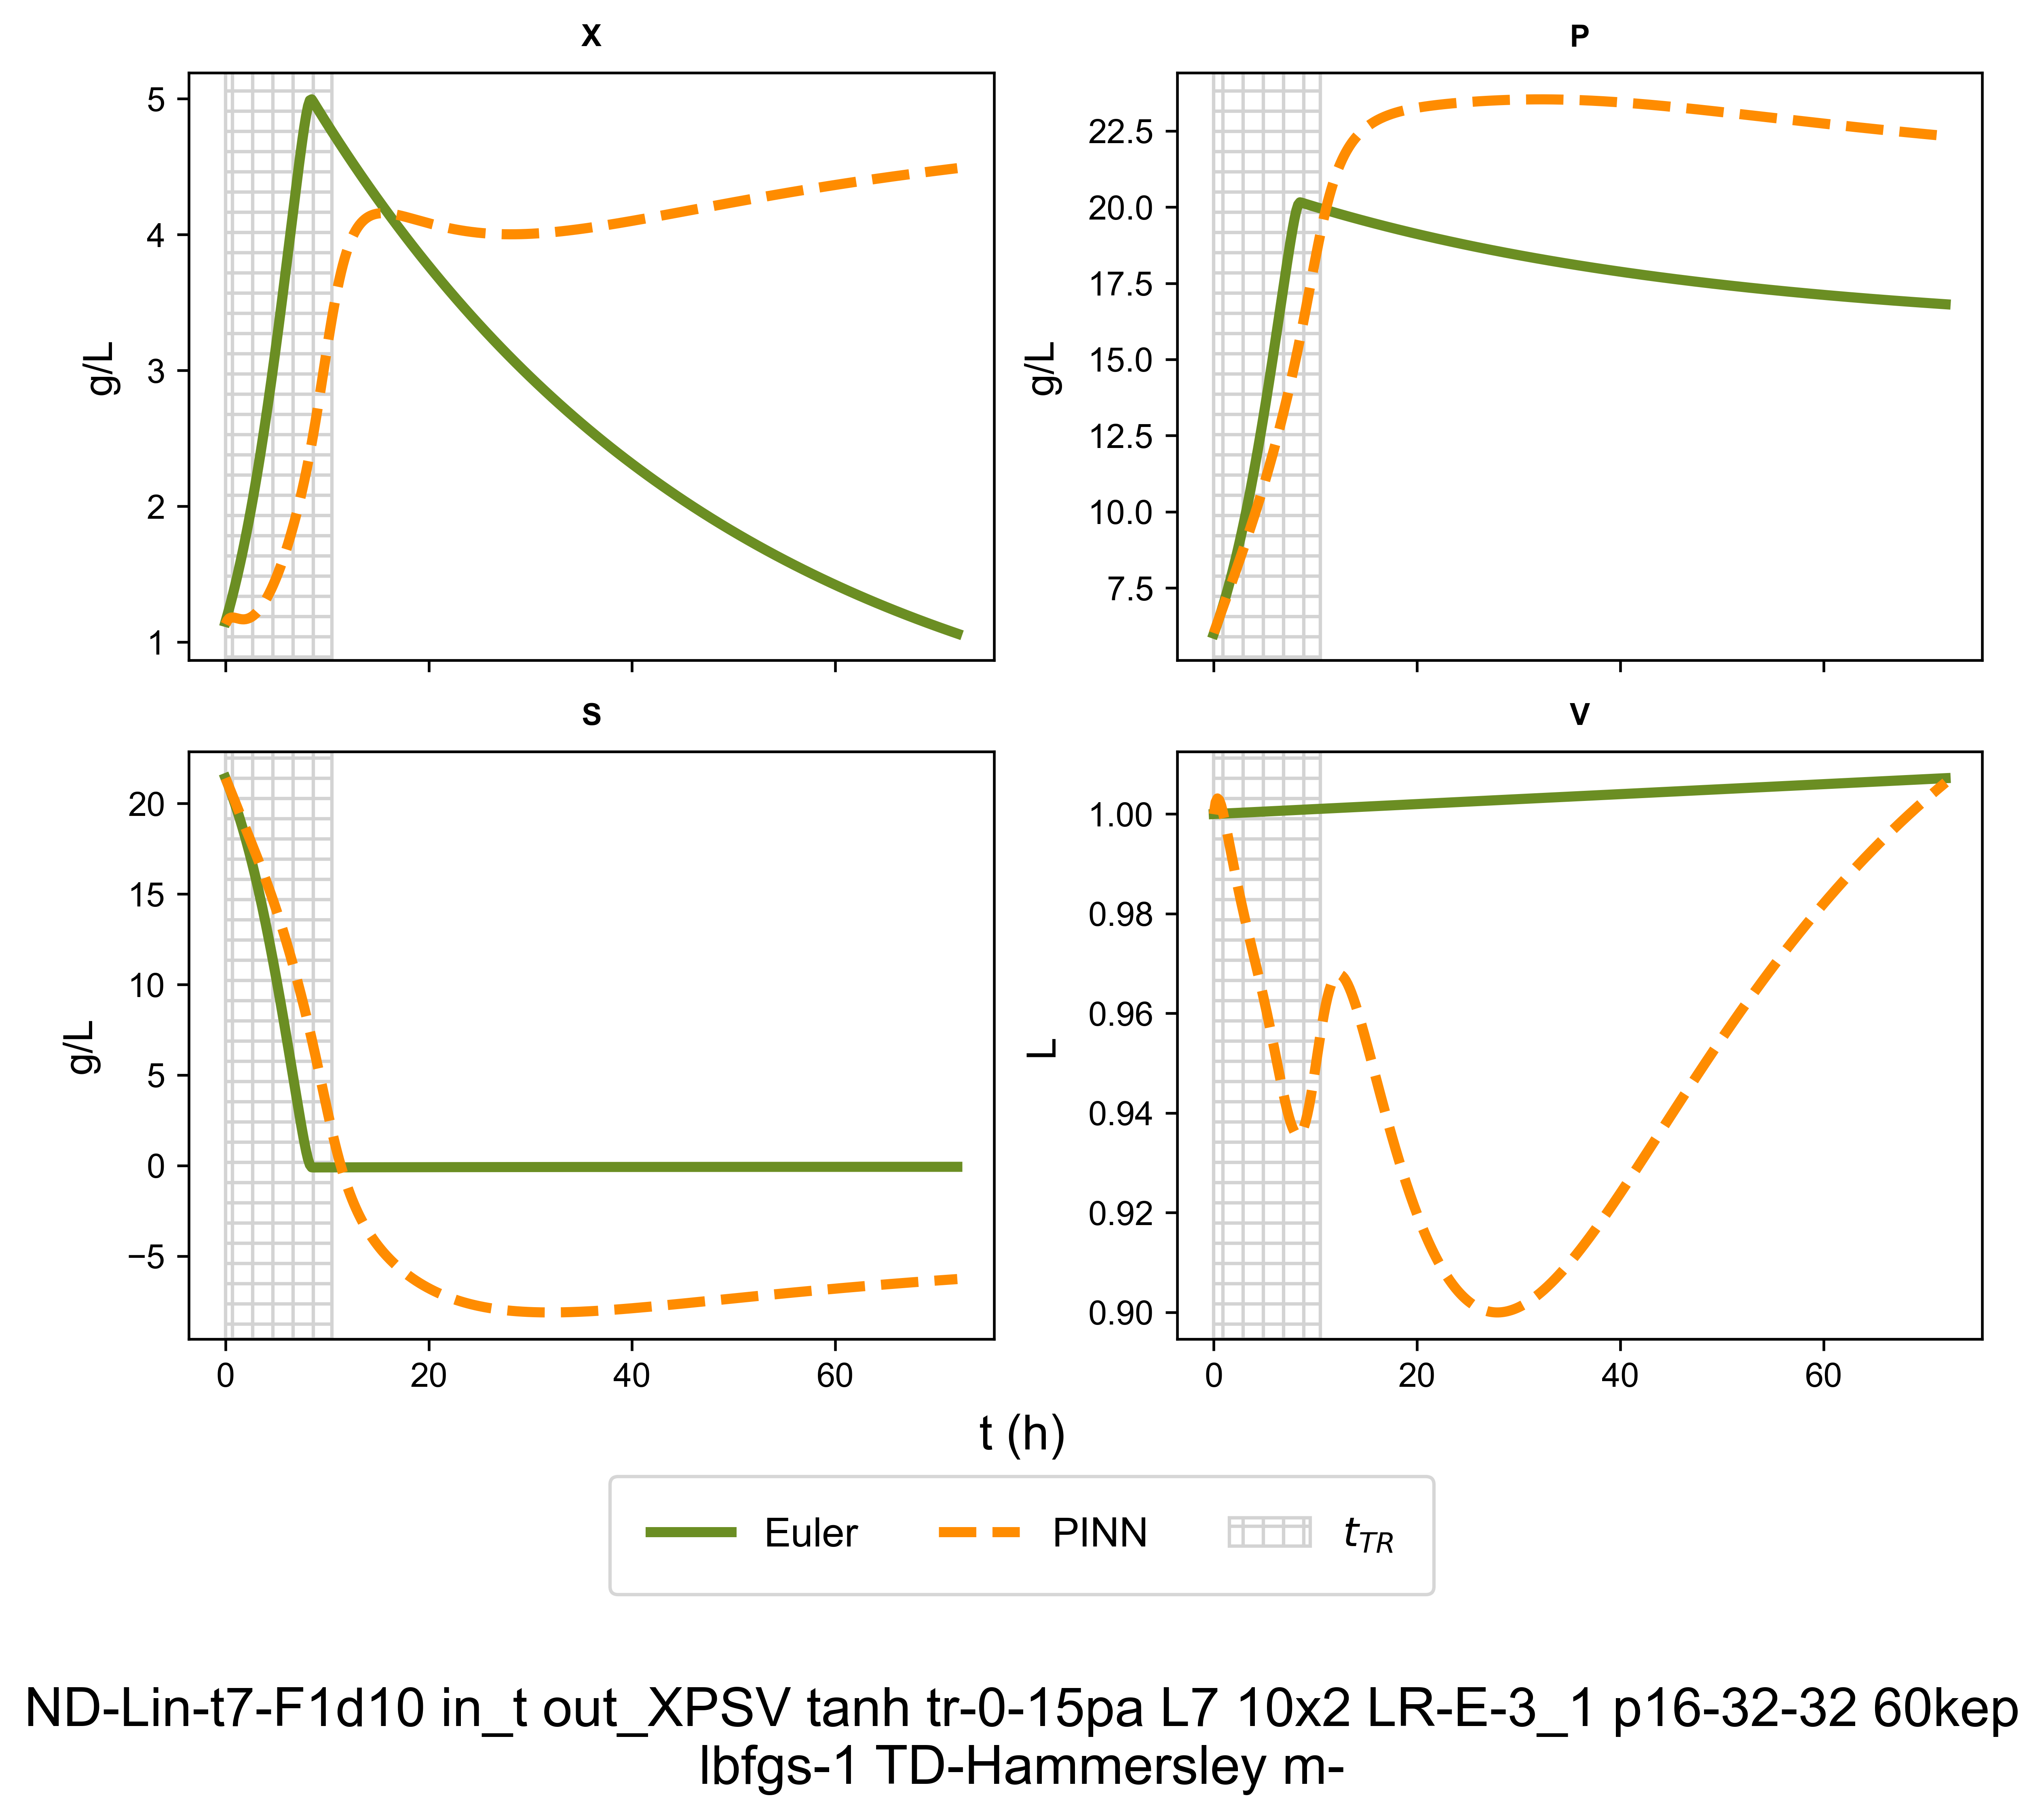 X
P
5
4
3
2
1
g/L
22.5
20.0
17.5
15.0
12.5
10.0
7.5
g/L
S
V
20
15
10
5
0
−5
g/L
0
20
40
60
1.00
0.98
0.96
0.94
0.92
0.90
L
0
20
40
60
t (h)
Euler
PINN
t_{TR}
ND-Lin-t7-F1d10 in_t out_XPSV tanh tr-0-15pa L7 10x2 LR-E-3_1 p16-32-32 60kep
lbfgs-1 TD-Hammersley m-